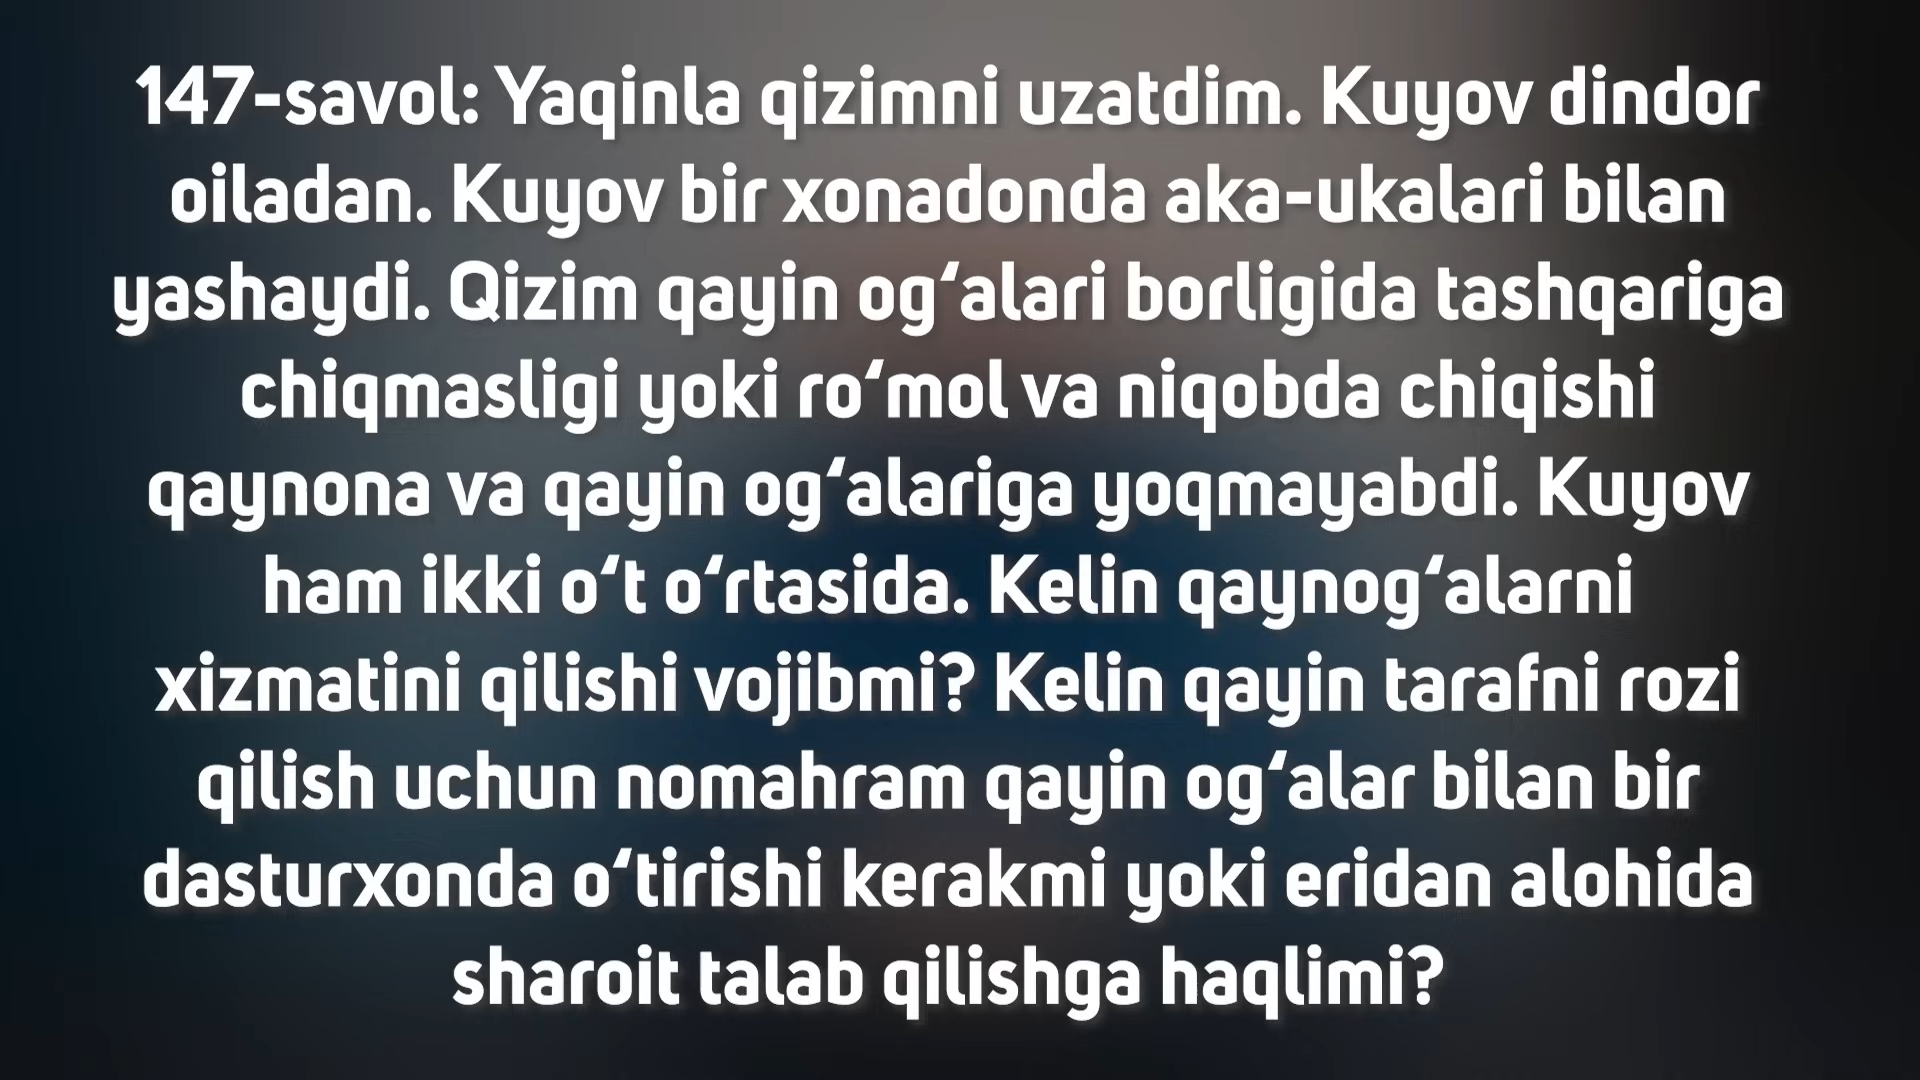 147-savol: Yaqinla qizimni uzatdim. Kuyov dindor
oiladan. Kuyov bir xonadonda aka-ukalari bilan
yashaydi. Qizim qayin og‘alari borligida tashqariga
chiqmasligi yoki ro‘mol va niqobda chiqishi
qaynona va qayin og‘alariga yoqmayabdi. Kuyov
ham ikki o‘t o‘rtasida. Kelin qaynog‘alarni
xizmatini qilishi vojibmi? Kelin qayin tarafni rozi
qilish uchun nomahram qayin og‘alar bilan bir
dasturxonda o‘tirishi kerakmi yoki eridan alohida
sharoit talab qilishga haqlimi?